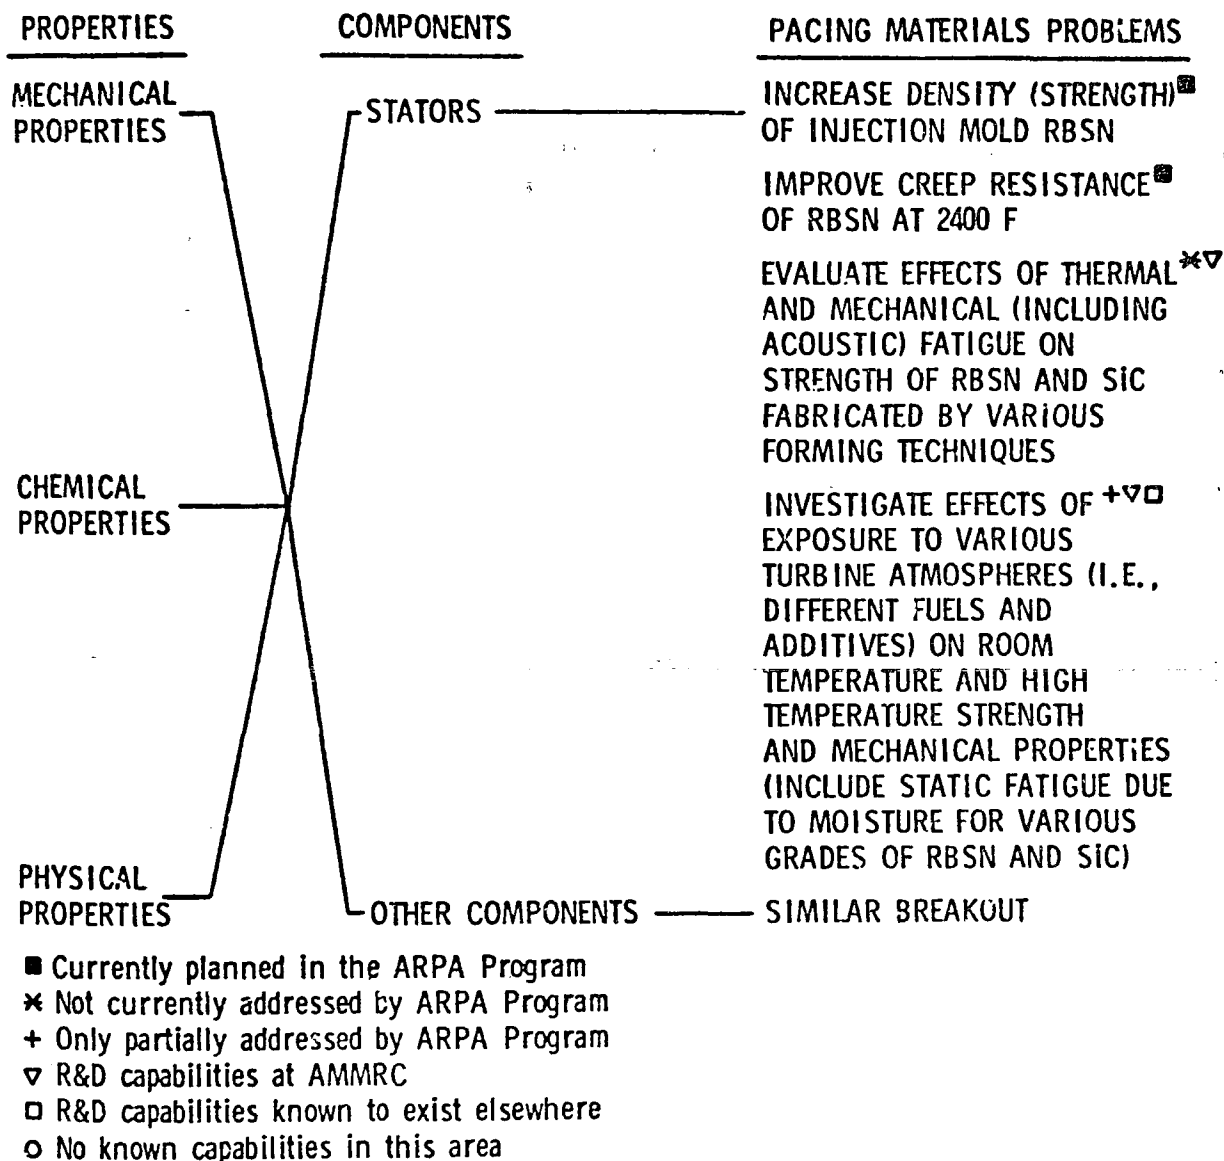 PROPERTIES COMPONENTS PACING MATERIALS PROBLEMS
MECHANICAL
PROPERTIES
CHEMICAL
PROPERTIES
PHYSICAL
PROPERTIES
STATORS
OTHER COMPONENTS
INCREASE DENSITY (STRENGTH)■
OF INJECTION MOLD RBSN
IMPROVE CREEP RESISTANCE■
OF RBSN AT 2400 F
EVALUATE EFFECTS OF THERMAL*▽
AND MECHANICAL (INCLUDING
ACOUSTIC) FATIGUE ON
STRENGTH OF RBSN AND SiC
FABRICATED BY VARIOUS
FORMING TECHNIQUES
INVESTIGATE EFFECTS OF +▽□
EXPOSURE TO VARIOUS
TURBINE ATMOSPHERES (I.E.,
DIFFERENT FUELS AND
ADDITIVES) ON ROOM
TEMPERATURE AND HIGH
TEMPERATURE STRENGTH
AND MECHANICAL PROPERTIES
(INCLUDE STATIC FATIGUE DUE
TO MOISTURE FOR VARIOUS
GRADES OF RBSN AND SiC)
SIMILAR BREAKOUT
■ Currently planned in the ARPA Program
* Not currently addressed by ARPA Program
+ Only partially addressed by ARPA Program
▽ R&D capabilities at AMMRC
□ R&D capabilities known to exist elsewhere
○ No known capabilities in this area